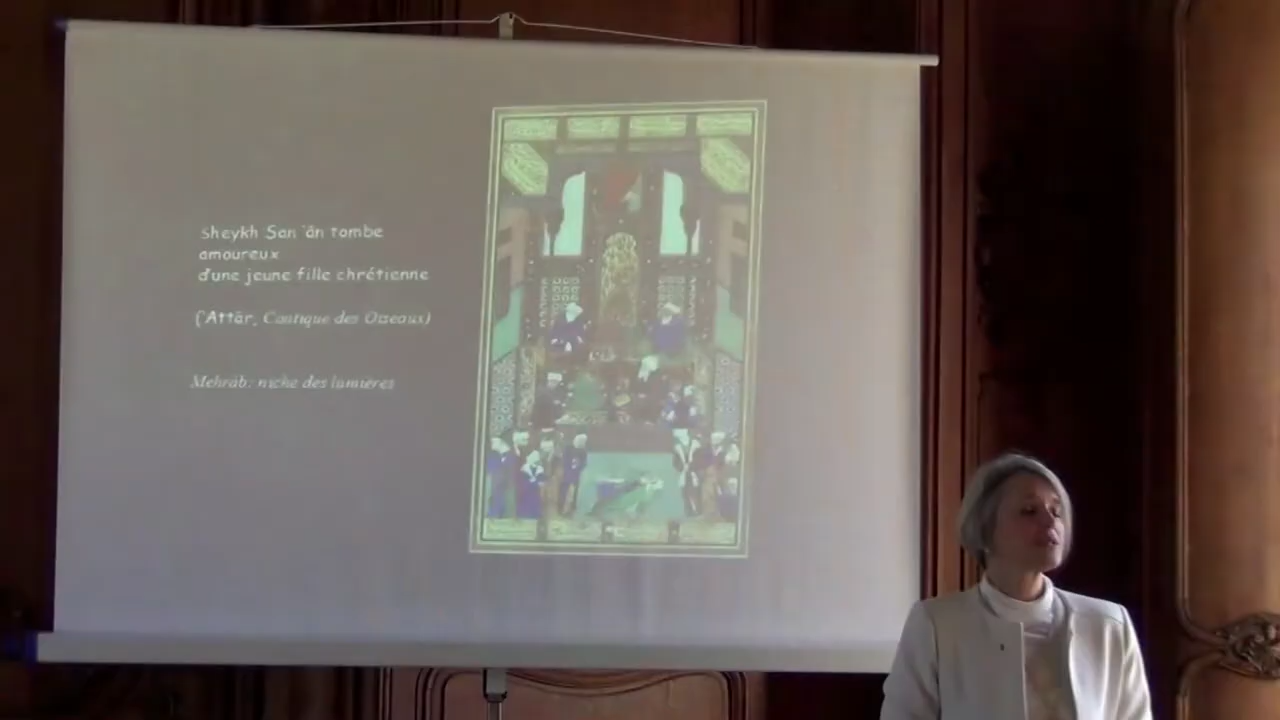 sheykh San 'ân tombe
amoureux
d'une jeune fille chrétienne
('Attâr, Cantique des Oiseaux)
Mehrâb: niche des lumières